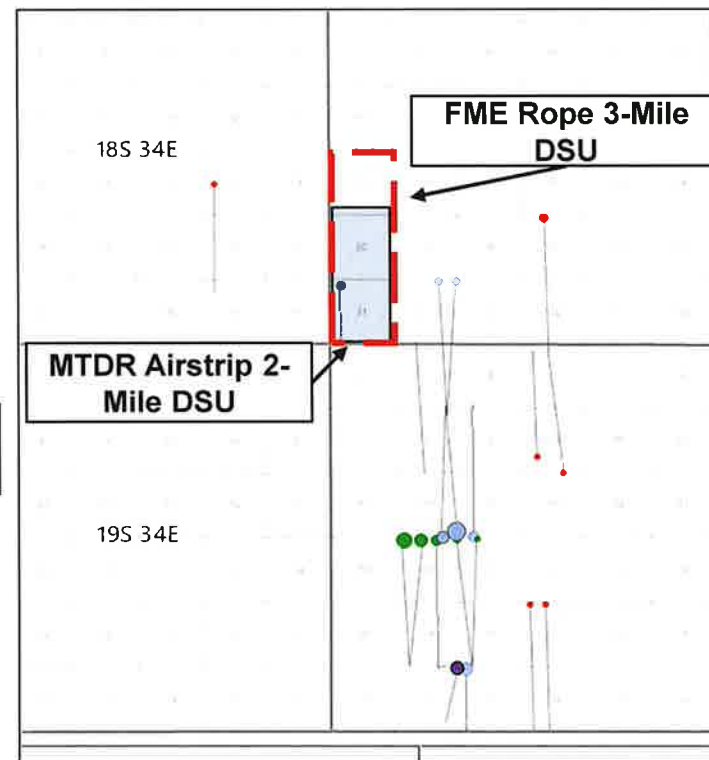 18S 34E
FME Rope 3-Mile
DSU
MTDR Airstrip 2-
Mile DSU
19S 34E